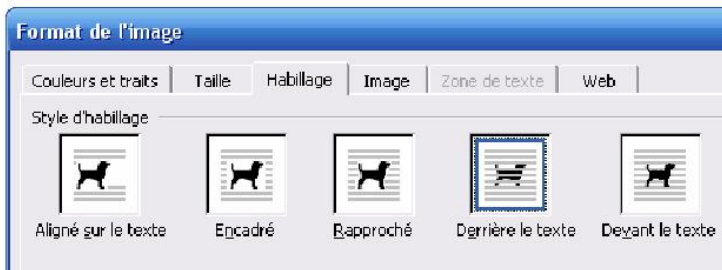 Format de l'image
Couleurs et traits Taille Habillage Image Zone de texte Web
Style d'habillage
Aligné sur le texte Encadré Rapproché Derrière le texte Devant le texte